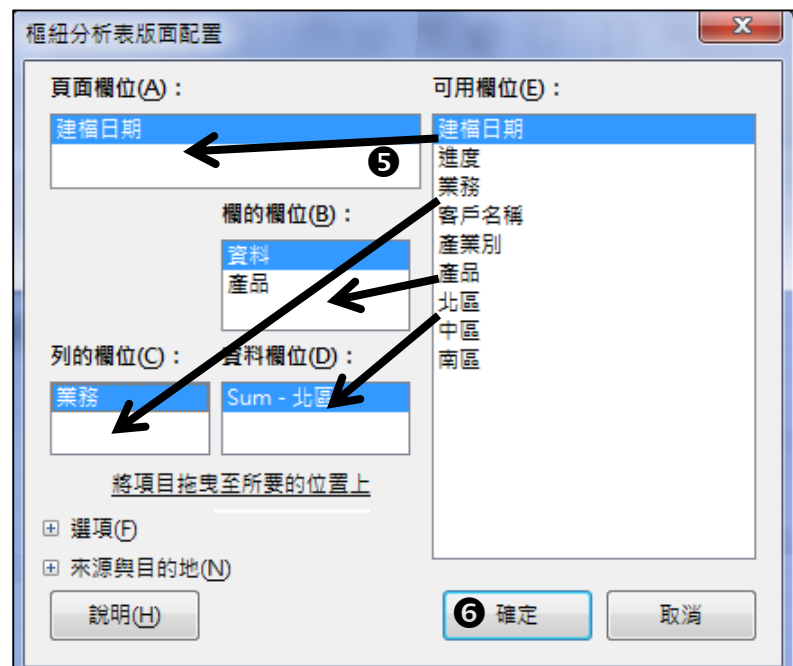 樞紐分析表版面配置
x
頁面欄位(A)：
建檔日期
❺
欄的欄位(B)：
資料
產品
列的欄位(C)：
業務
資料欄位(D)：
Sum - 北區
可用欄位(E)：
建檔日期
進度
業務
客戶名稱
產業別
產品
北區
中區
南區
將項目拖曳至所要的位置上
選項(F)
來源與目的地(N)
說明(H)
❻ 確定
取消